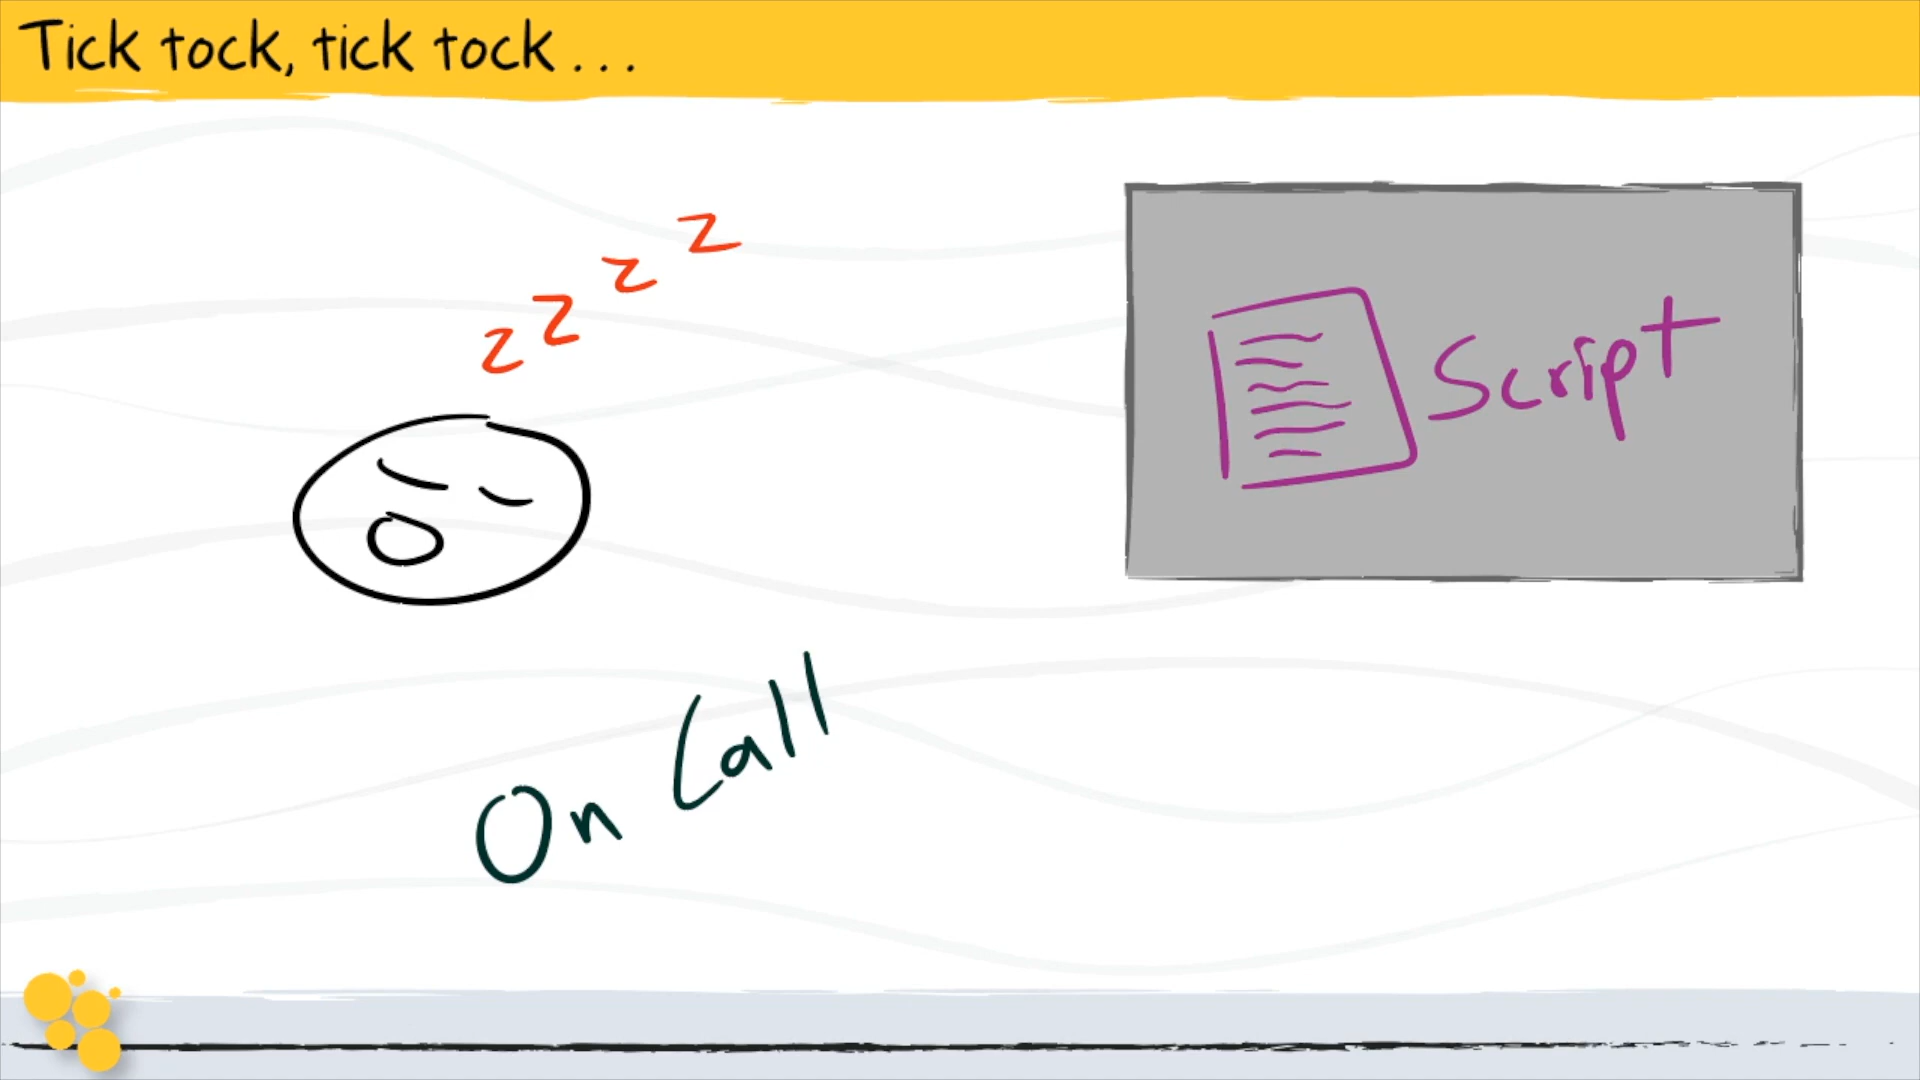 Tick tock, tick tock . . .
z z z z
Script
On Call